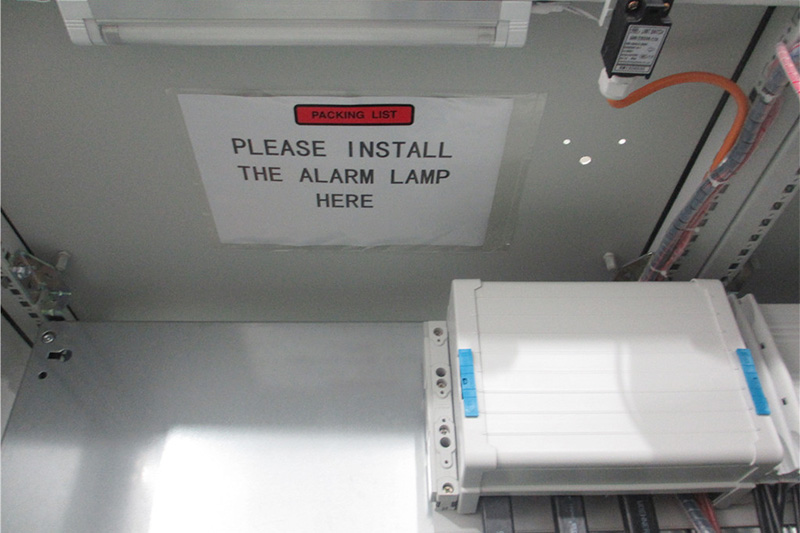 PACKING LIST
PLEASE INSTALL
THE ALARM LAMP
HERE